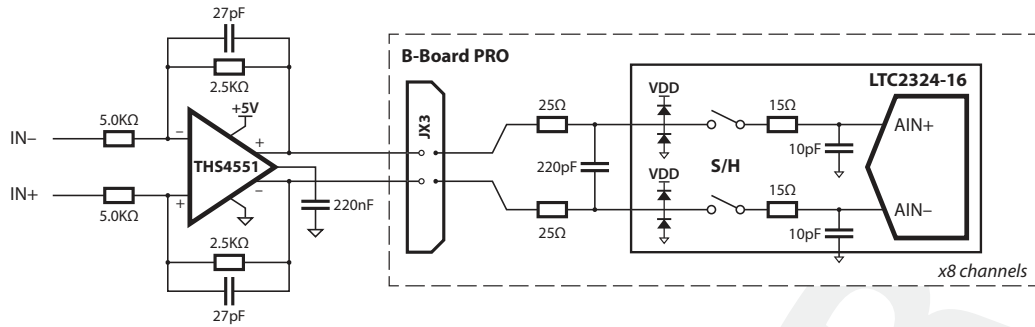 27pF
2.5KΩ
+5V
5.0KΩ
IN−
−
+
THS4551
IN+
+
−
5.0KΩ
220nF
2.5KΩ
27pF
B-Board PRO
JX3
25Ω
220pF
25Ω
LTC2324-16
VDD
15Ω
AIN+
10pF
S/H
VDD
15Ω
AIN−
10pF
x8 channels